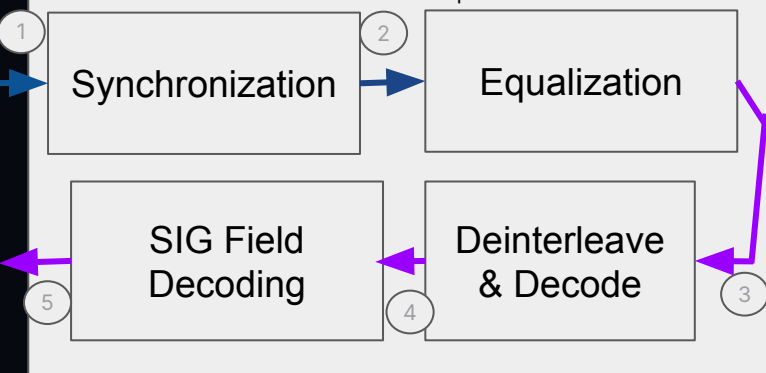 1
2
Synchronization
Equalization
SIG Field
Decoding
Deinterleave
& Decode
5
4
3